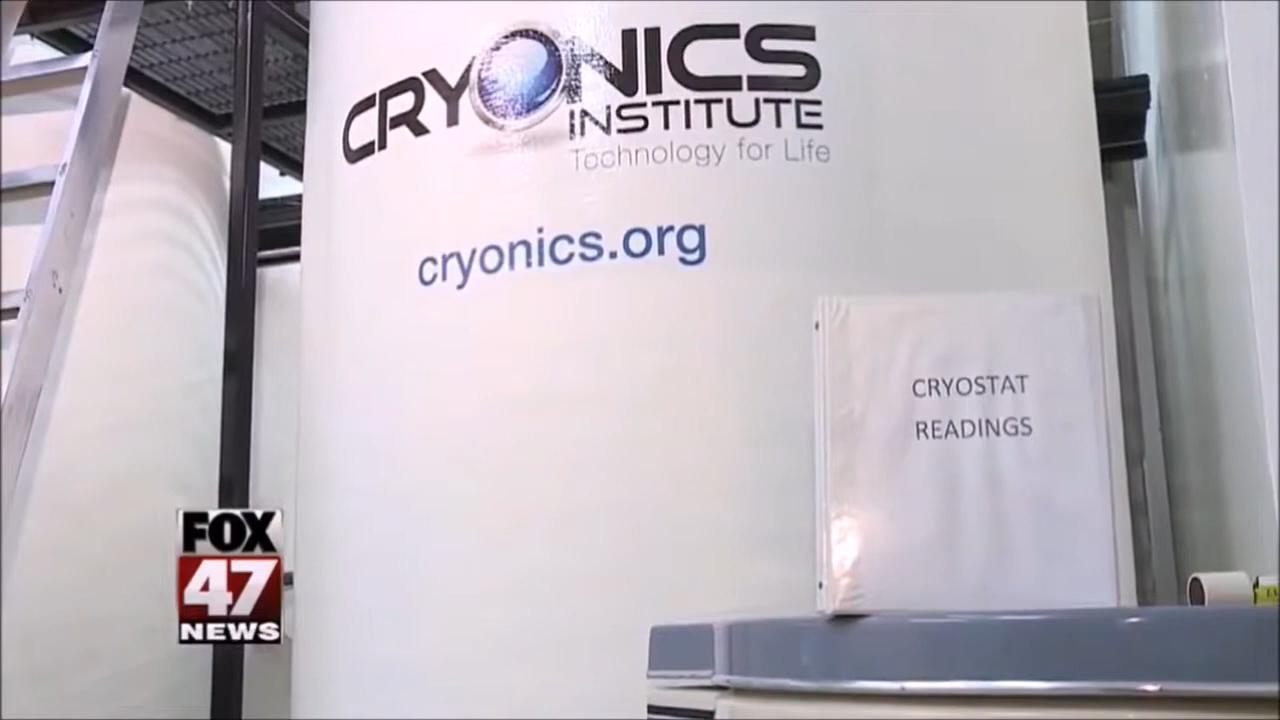 CRYONICS
INSTITUTE
Technology for Life
cryonics.org
CRYOSTAT
READINGS
FOX
47
NEWS